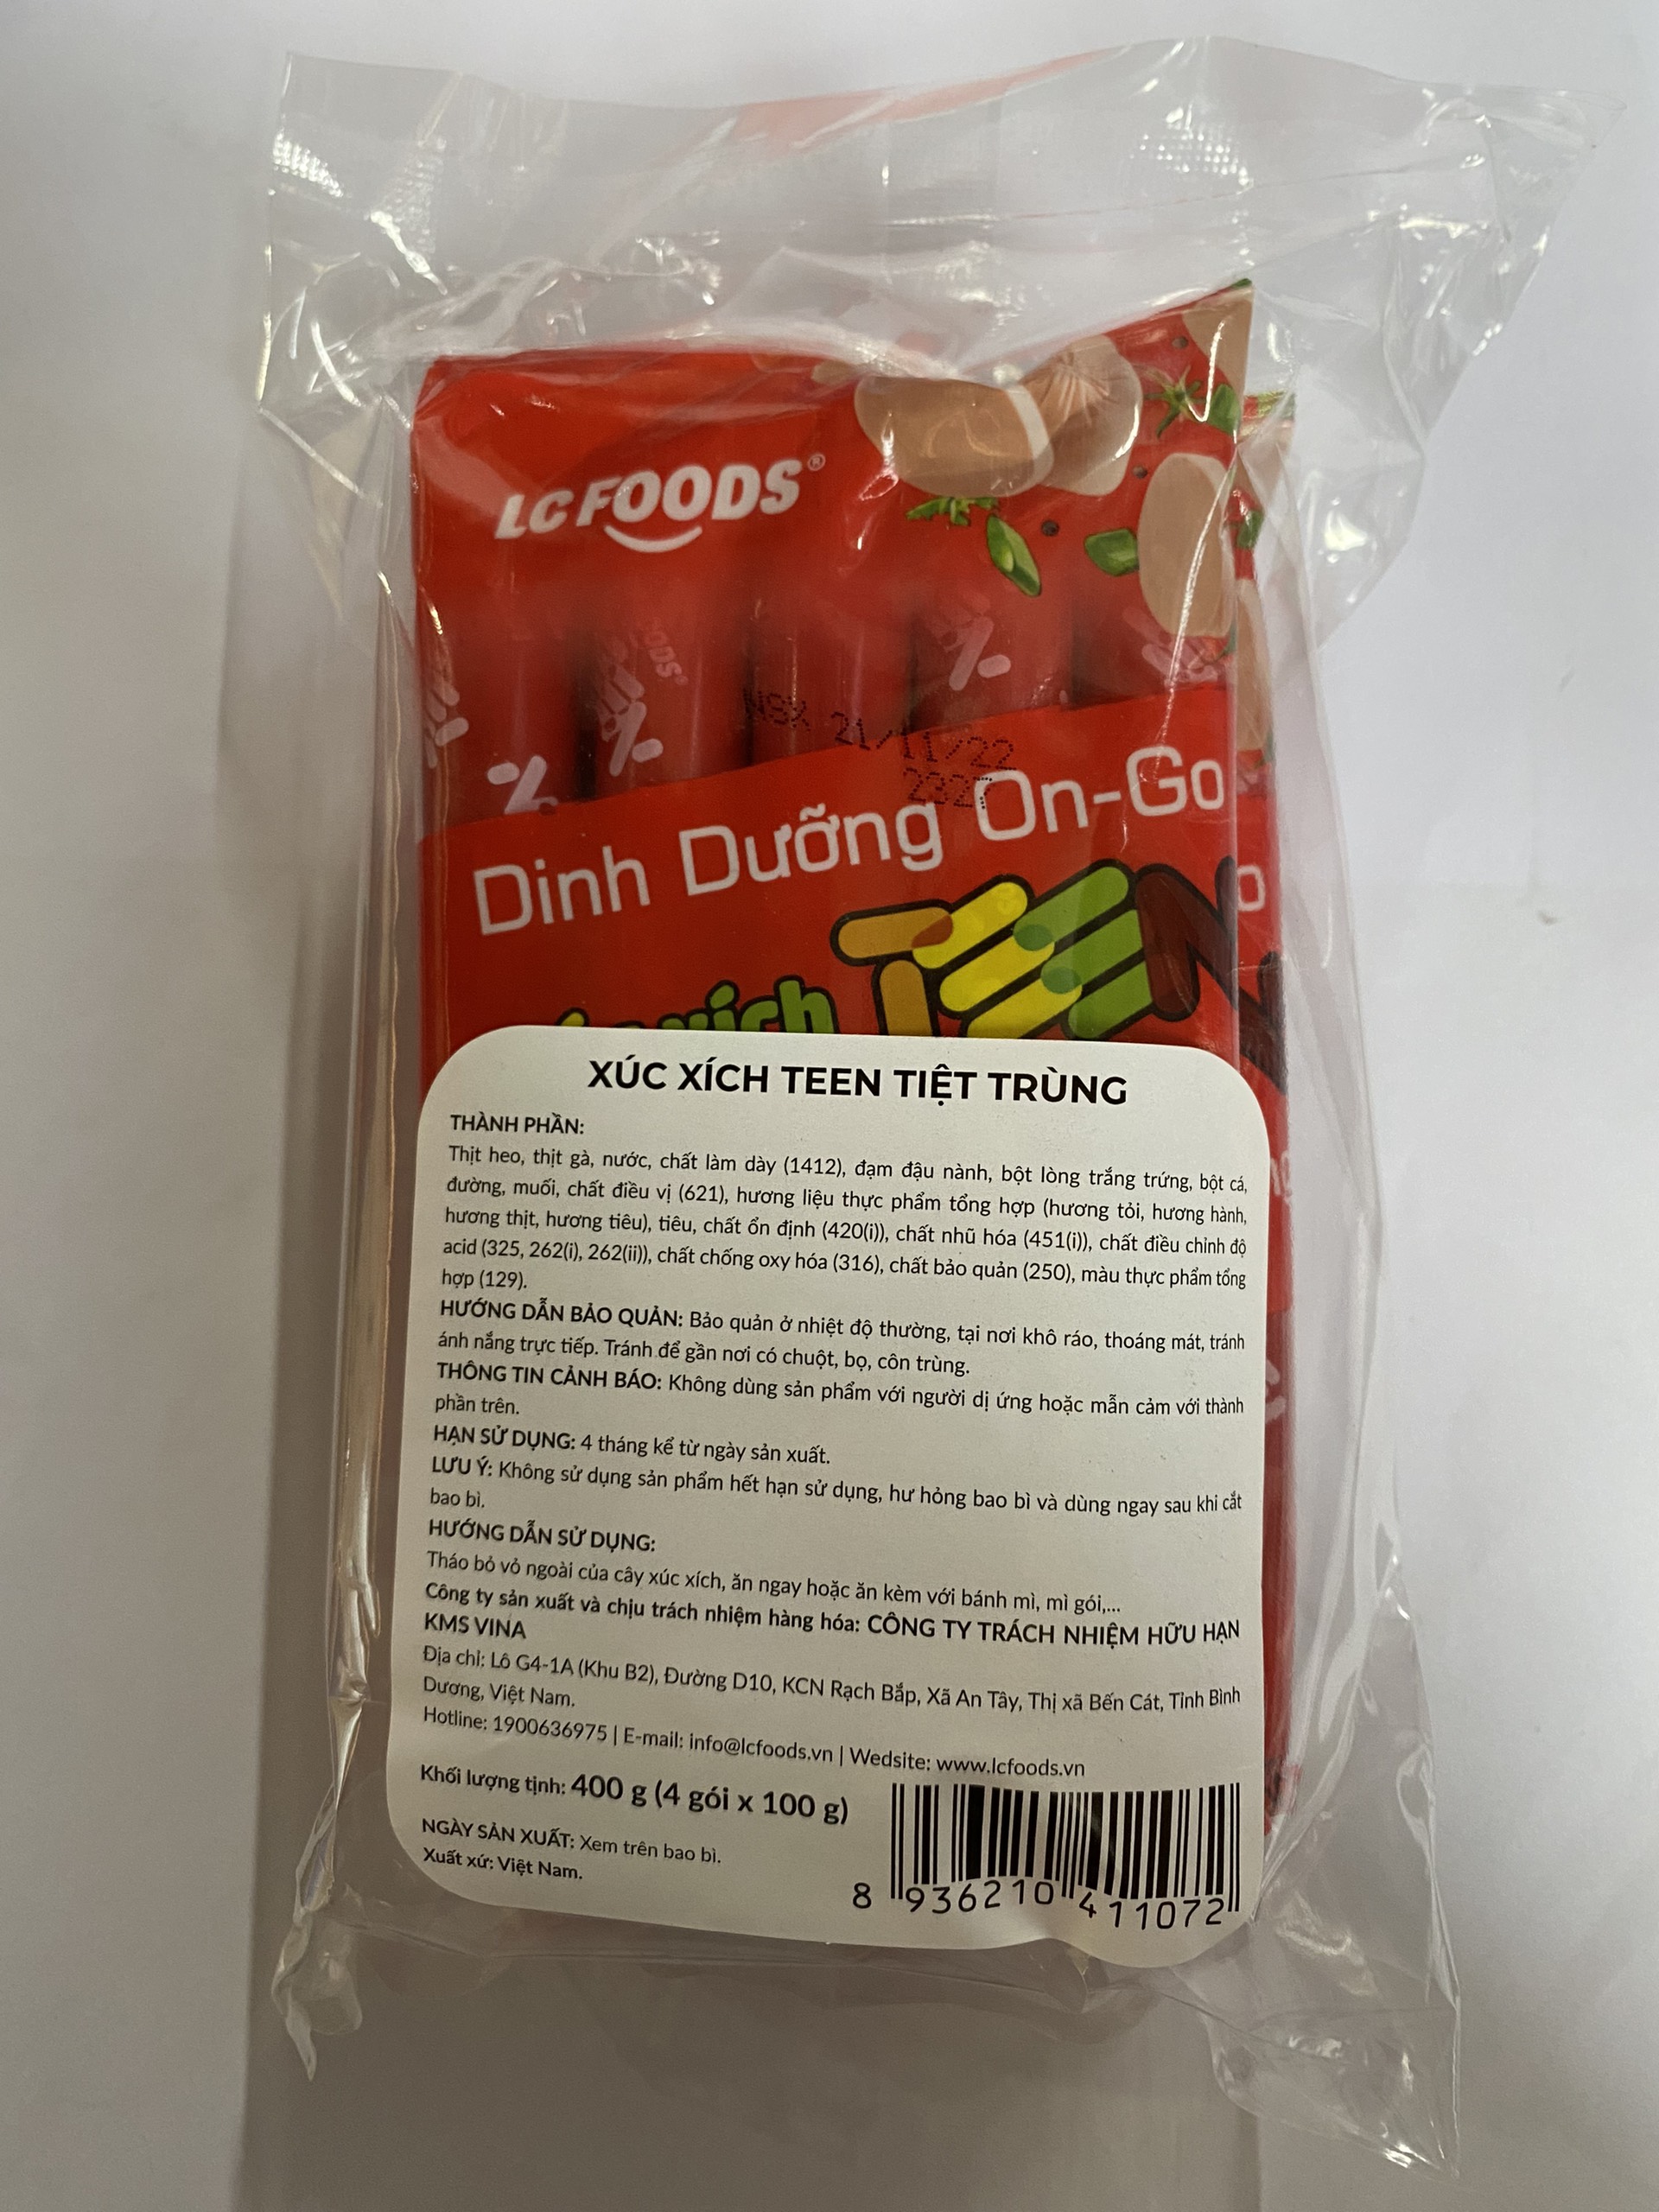 LC FOODS®
NSX 21/11/22
2327
Dinh Dưỡng On-Go
TEEN
XÚC XÍCH TEEN TIỆT TRÙNG
THÀNH PHẦN:
Thịt heo, thịt gà, nước, chất làm dày (1412), đạm đậu nành, bột lòng trắng trứng, bột cá,
đường, muối, chất điều vị (621), hương liệu thực phẩm tổng hợp (hương tỏi, hương hành,
hương thịt, hương tiêu), tiêu, chất ổn định (420(i)), chất nhũ hóa (451(i)), chất điều chỉnh độ
acid (325, 262(i), 262(ii)), chất chống oxy hóa (316), chất bảo quản (250), màu thực phẩm tổng
hợp (129).
HƯỚNG DẪN BẢO QUẢN: Bảo quản ở nhiệt độ thường, tại nơi khô ráo, thoáng mát, tránh
ánh nắng trực tiếp. Tránh để gần nơi có chuột, bọ, côn trùng.
THÔNG TIN CẢNH BÁO: Không dùng sản phẩm với người dị ứng hoặc mẫn cảm với thành
phần trên.
HẠN SỬ DỤNG: 4 tháng kể từ ngày sản xuất.
LƯU Ý: Không sử dụng sản phẩm hết hạn sử dụng, hư hỏng bao bì và dùng ngay sau khi cắt
bao bì.
HƯỚNG DẪN SỬ DỤNG:
Tháo bỏ vỏ ngoài của cây xúc xích, ăn ngay hoặc ăn kèm với bánh mì, mì gói,...
Công ty sản xuất và chịu trách nhiệm hàng hóa: CÔNG TY TRÁCH NHIỆM HỮU HẠN
KMS VINA
Địa chỉ: Lô G4-1A (Khu B2), Đường D10, KCN Rạch Bắp, Xã An Tây, Thị xã Bến Cát, Tỉnh Bình
Dương, Việt Nam.
Hotline: 1900636975 | E-mail: info@lcfoods.vn | Wedsite: www.lcfoods.vn
Khối lượng tịnh: 400 g (4 gói x 100 g)
NGÀY SẢN XUẤT: Xem trên bao bì.
Xuất xứ: Việt Nam.
8 936210 411072